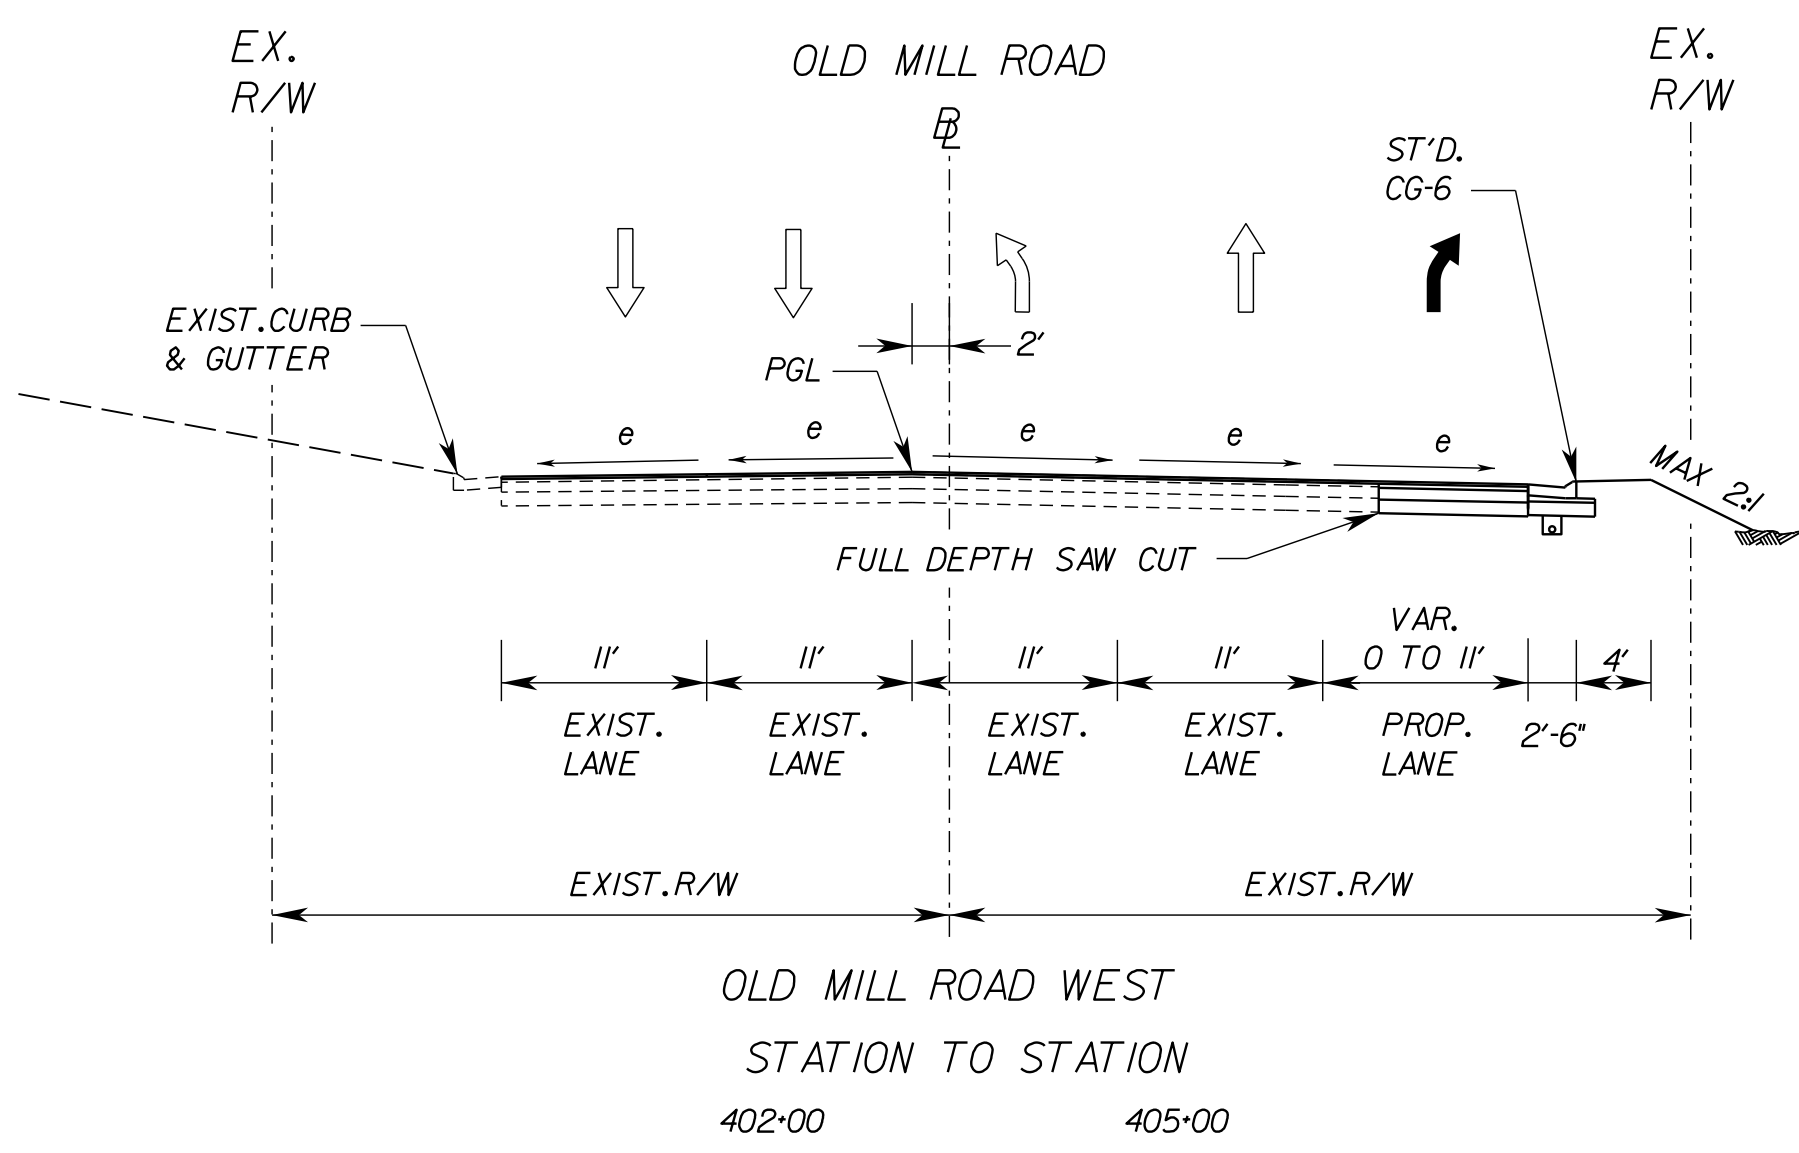 EX.
R/W
OLD MILL ROAD
BL
EX.
R/W
ST'D.
CG-6
EXIST. CURB
& GUTTER
2'
PGL
e
e
e
e
e
MAX 2:1
FULL DEPTH SAW CUT
11'
11'
11'
11'
VAR.
0 TO 11'
4'
EXIST.
LANE
EXIST.
LANE
EXIST.
LANE
EXIST.
LANE
PROP.
LANE
2'-6"
EXIST. R/W
EXIST. R/W
OLD MILL ROAD WEST
STATION TO STATION
402+00 405+00